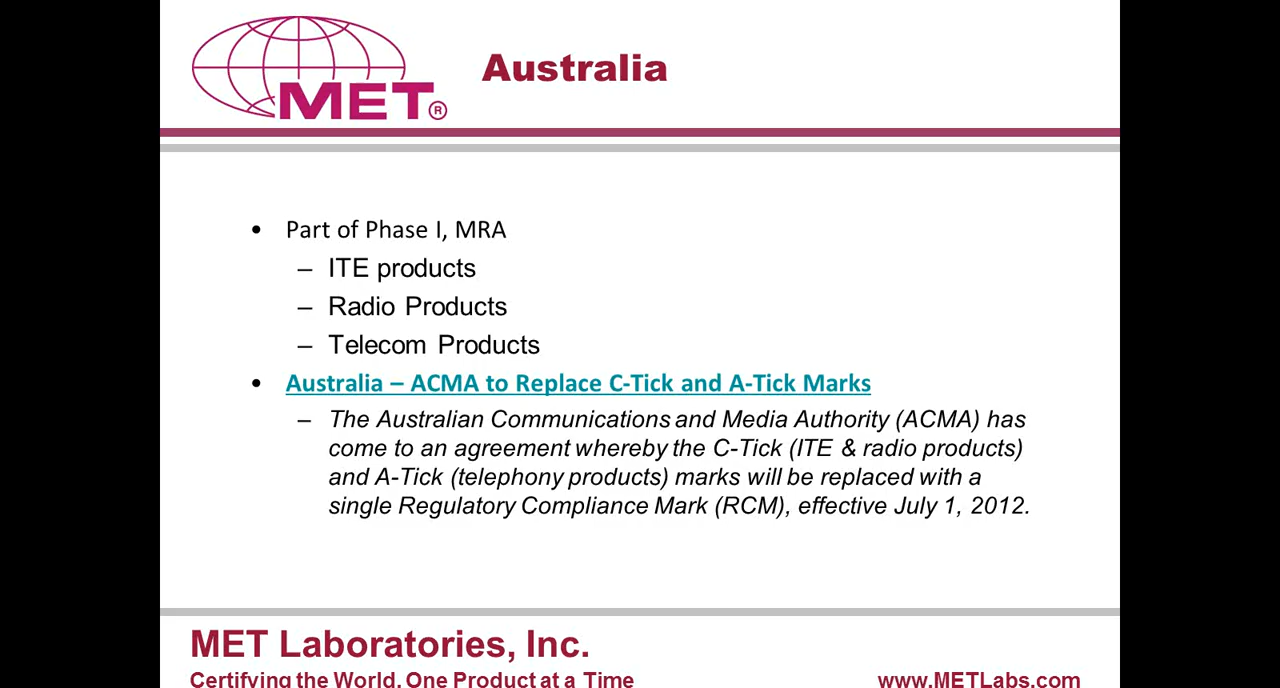 MET®
Australia
• Part of Phase I, MRA
– ITE products
– Radio Products
– Telecom Products
• Australia – ACMA to Replace C-Tick and A-Tick Marks
– The Australian Communications and Media Authority (ACMA) has
come to an agreement whereby the C-Tick (ITE & radio products)
and A-Tick (telephony products) marks will be replaced with a
single Regulatory Compliance Mark (RCM), effective July 1, 2012.
MET Laboratories, Inc.
Certifying the World, One Product at a Time
www.METLabs.com